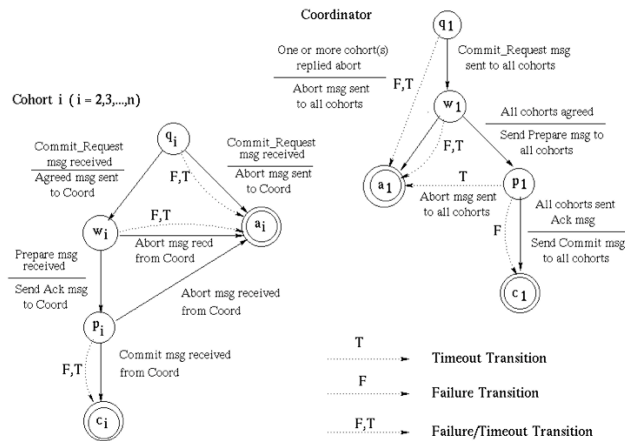 Coordinator
q1
One or more cohort(s)
replied abort
Abort msg sent
to all cohorts
F,T
Commit_Request msg
sent to all cohorts
w1
F,T
All cohorts agreed
Send Prepare msg to
all cohorts
a1
T
p1
Abort msg sent
to all cohorts
F
All cohorts sent
Ack msg
Send Commit msg
to all cohorts
c1
Cohort i ( i = 2,3,...,n)
qi
Commit_Request
msg received
Agreed msg sent
to Coord
F,T
Commit_Request
msg received
Abort msg sent
to Coord
wi
F,T
ai
Abort msg recd
from Coord
Prepare msg
received
Send Ack msg
to Coord
Abort msg received
from Coord
pi
F,T
Commit msg received
from Coord
ci
T
Timeout Transition
F
Failure Transition
F,T
Failure/Timeout Transition